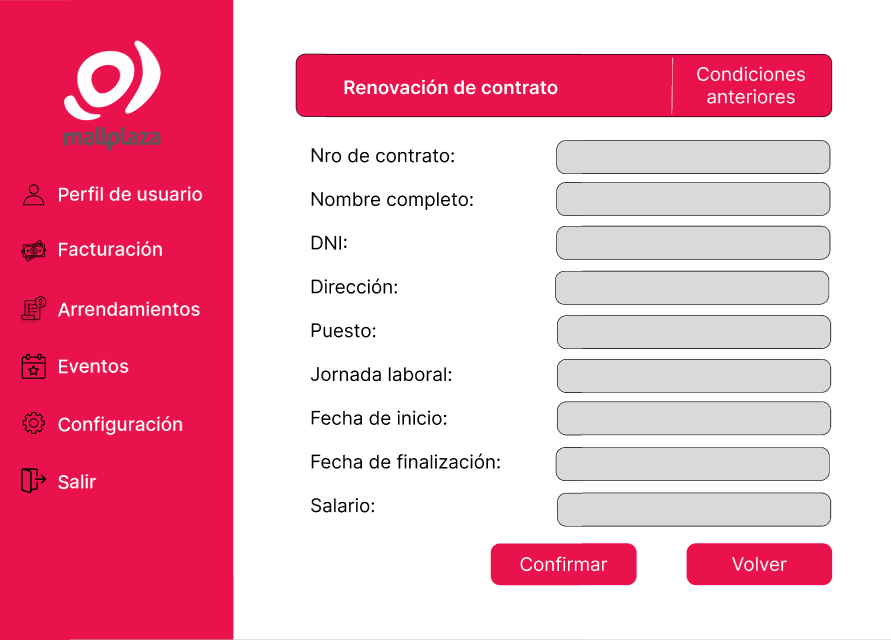 mallplaza
Perfil de usuario
Facturación
Arrendamientos
Eventos
Configuración
Salir
Renovación de contrato
Condiciones
anteriores
Nro de contrato:
Nombre completo:
DNI:
Dirección:
Puesto:
Jornada laboral:
Fecha de inicio:
Fecha de finalización:
Salario:
Confirmar
Volver